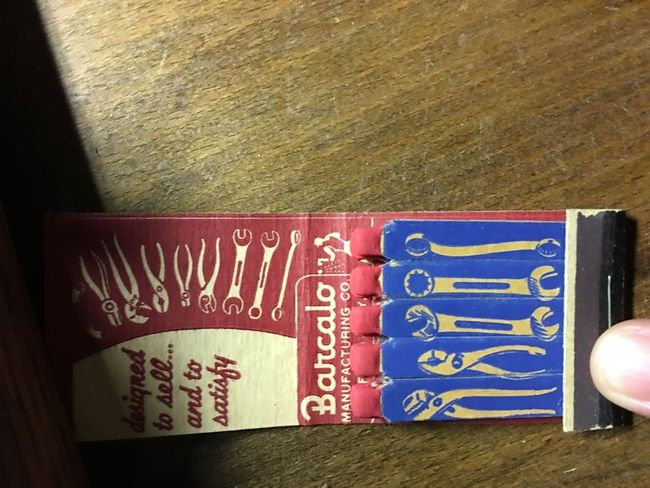 Barcalo
MANUFACTURING CO.
designed
to sell...
and to
satisfy